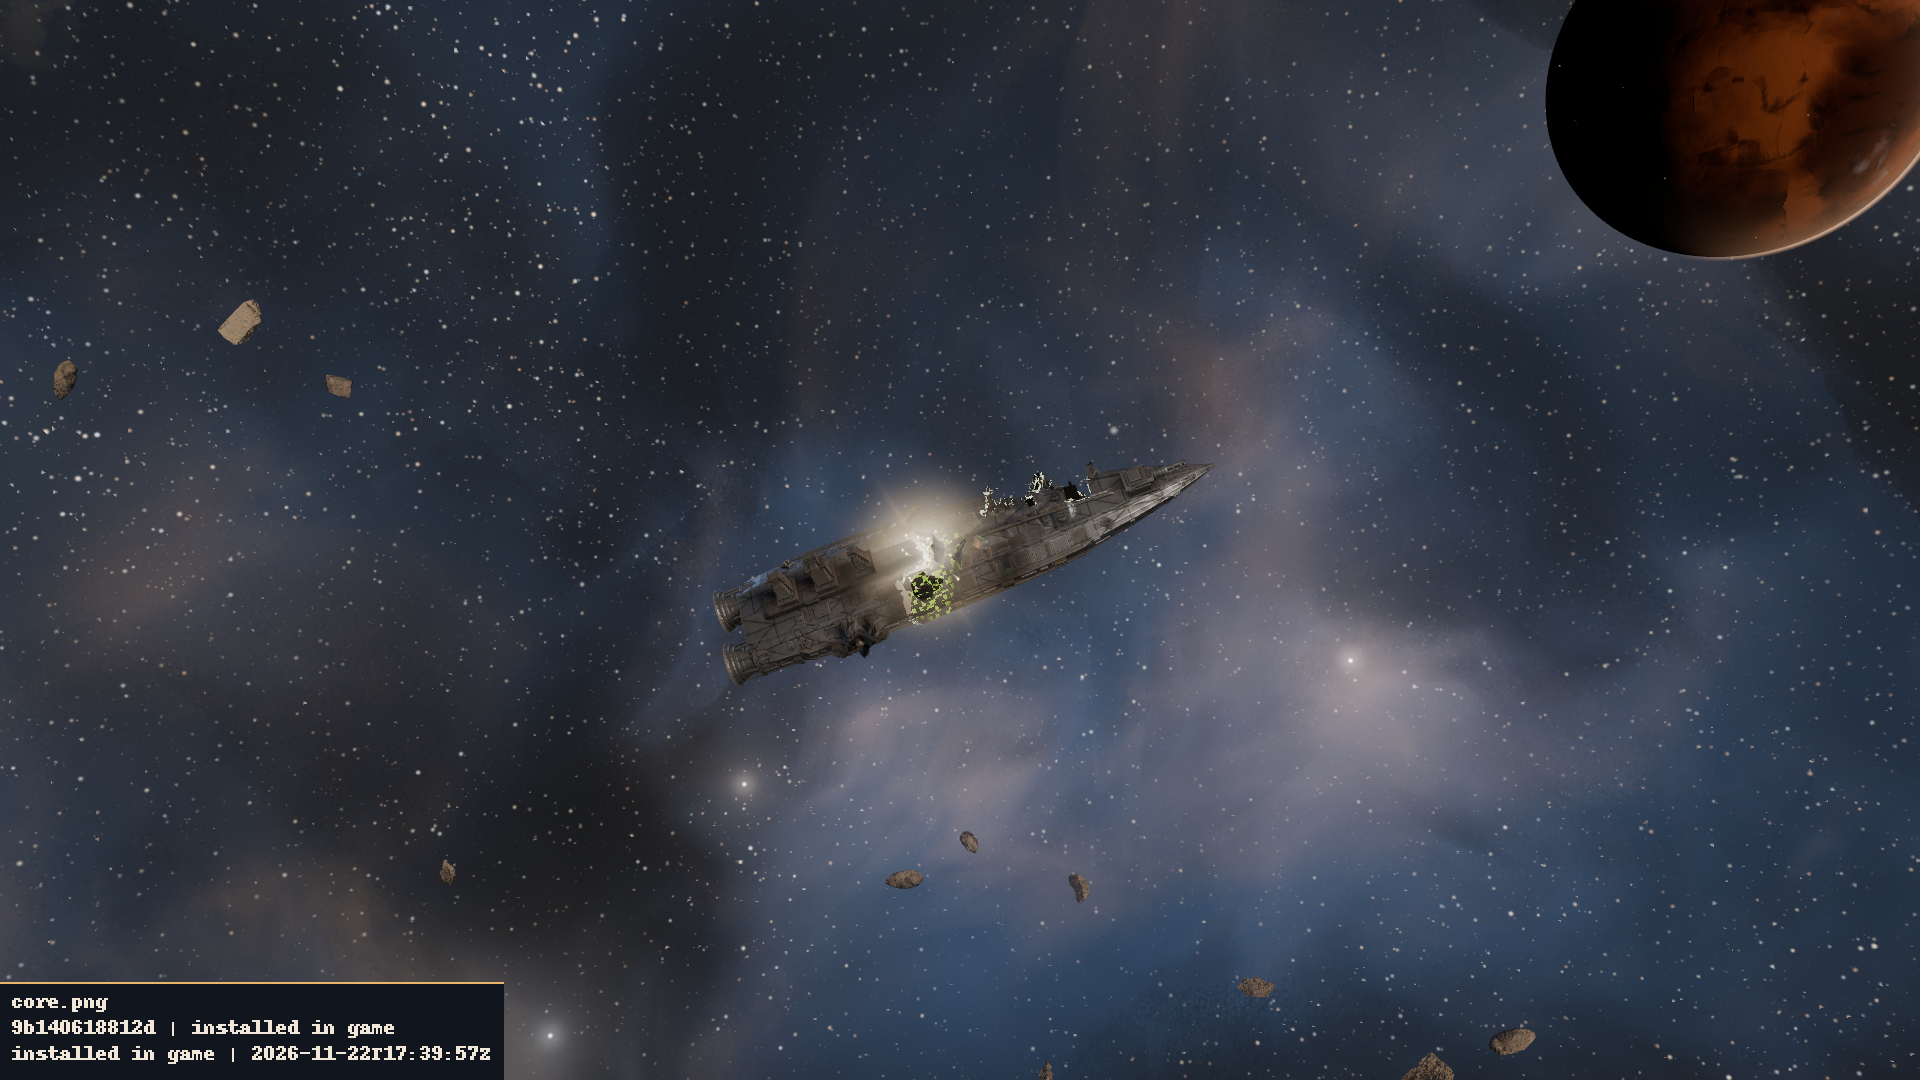 core.png
9b140618812d | installed in game
installed in game | 2026-11-22T17:39:57Z